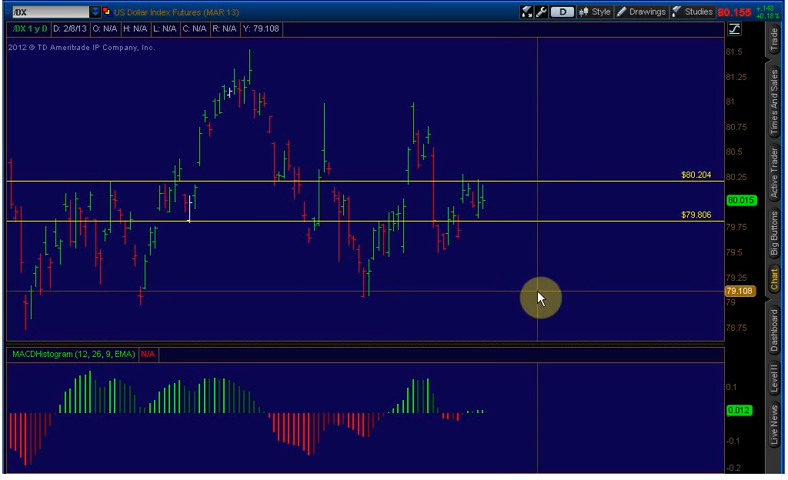 /DX US Dollar Index Futures (MAR 13) D Style Drawings Studies 80.155 +.148 +0.18%
/DX 1 y D D: 2/8/13 O: N/A H: N/A L: N/A C: N/A R: N/A Y: 79.108
2012 © TD Ameritrade IP Company, Inc.
81.5
81.25
81
80.75
80.5
80.25
$80.204
80.015
$79.806
79.75
79.5
79.25
79.108
79
78.75
MACDHistogram (12, 26, 9, EMA) N/A
0.1
0.012
-0.1
-0.2
Trade
Times And Sales
Active Trader
Big Buttons
Chart
Dashboard
Level II
Live News